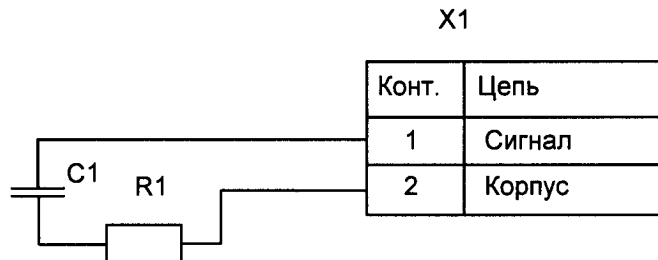 X1
Конт. Цепь
1 Сигнал
2 Корпус
C1
R1